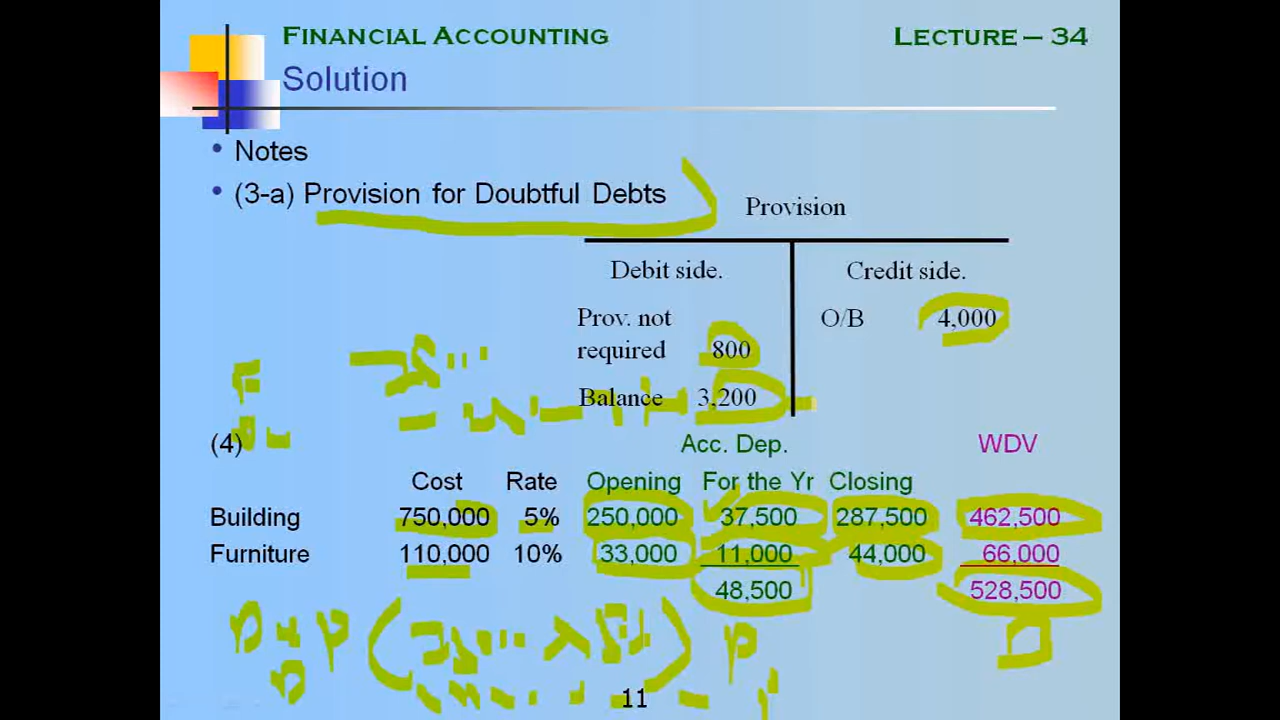 FINANCIAL ACCOUNTING LECTURE – 34
Solution
• Notes
• (3-a) Provision for Doubtful Debts
Provision
Debit side. Credit side.
Prov. not required 800 O/B 4,000
Balance 3,200
(4) Acc. Dep. WDV
Cost Rate Opening For the Yr Closing
Building 750,000 5% 250,000 37,500 287,500 462,500
Furniture 110,000 10% 33,000 11,000 44,000 66,000
48,500 528,500
11